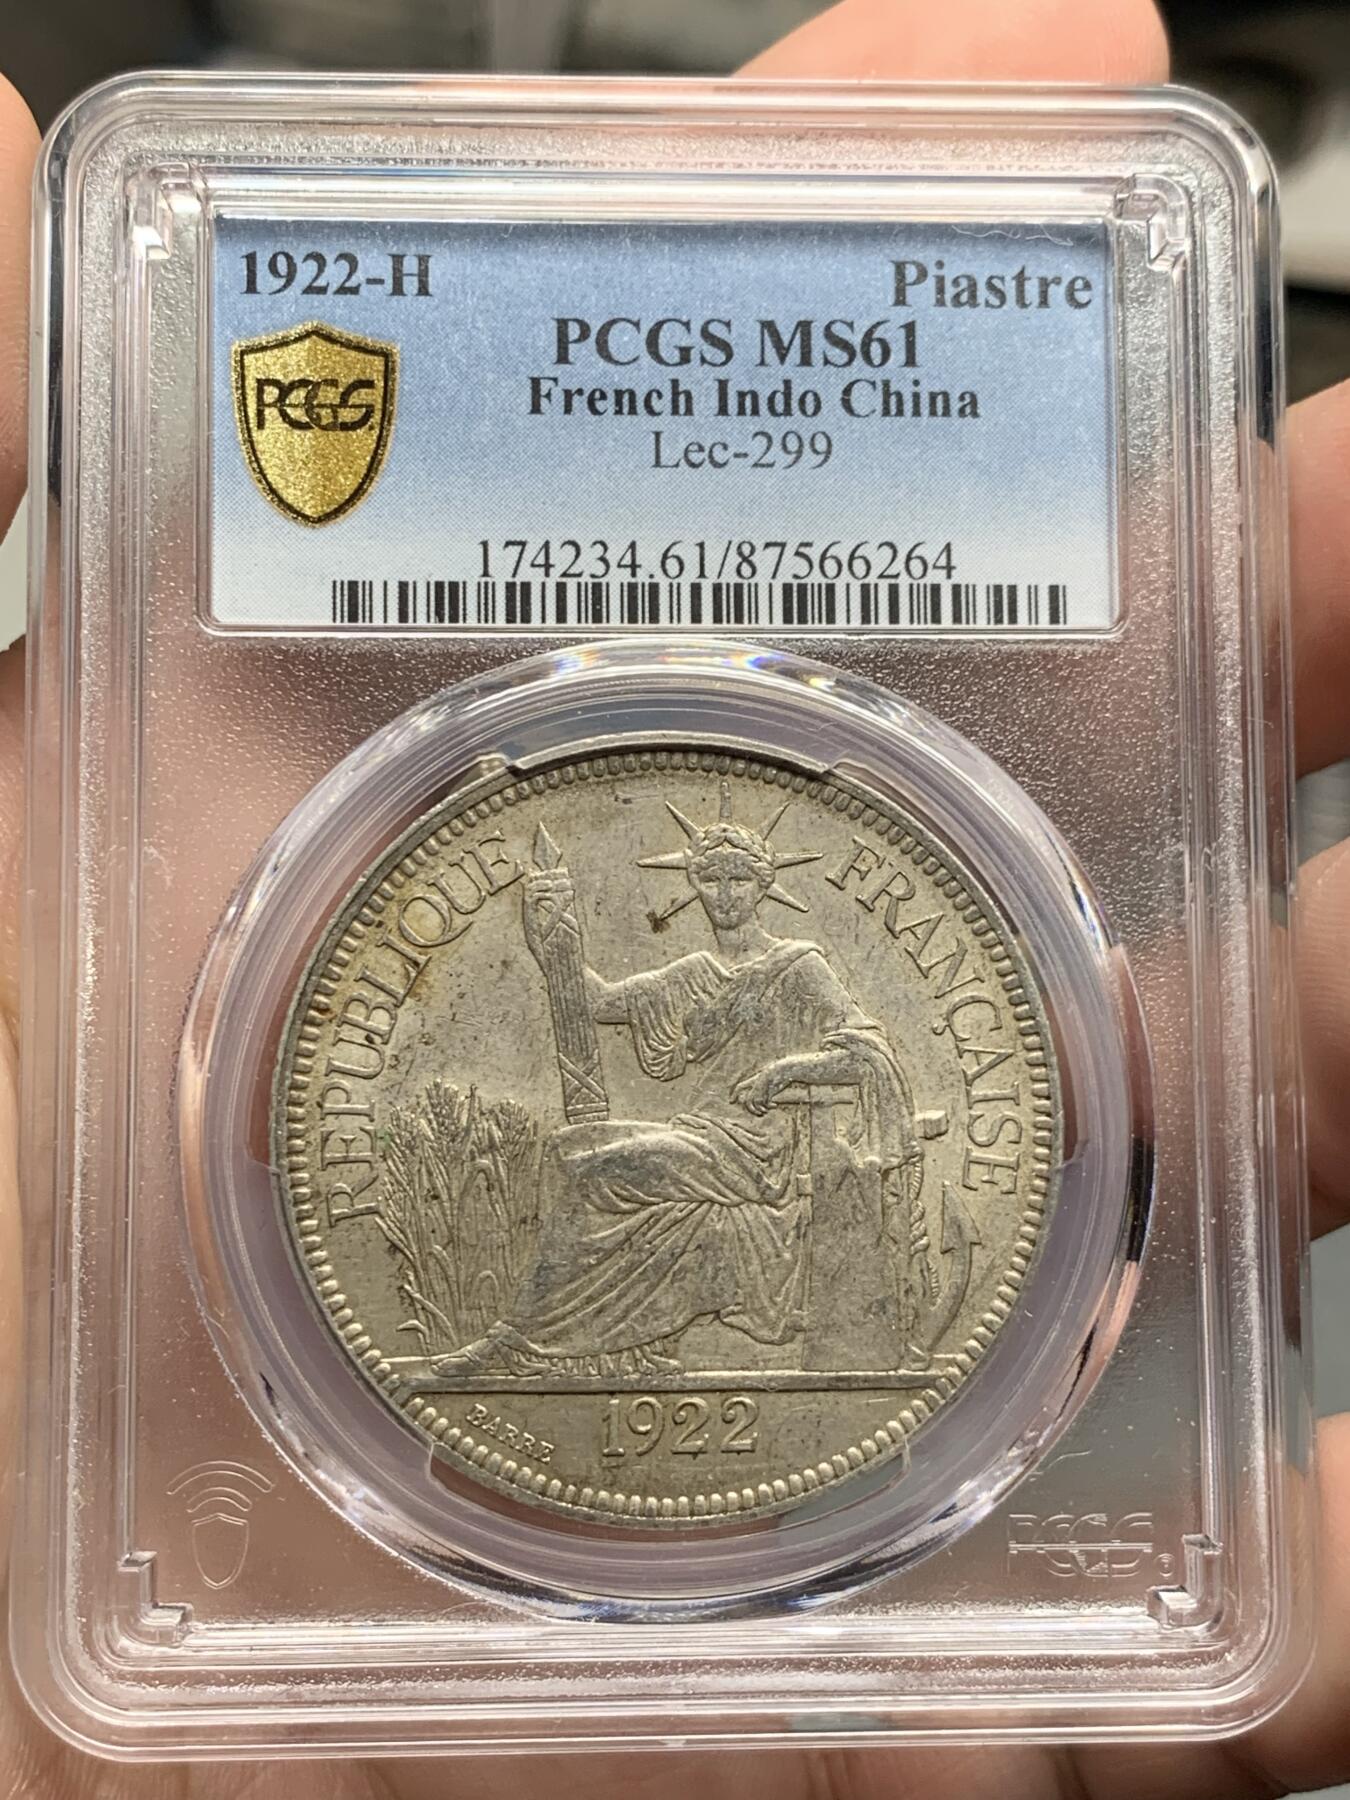 1922-H
Piastre
PCGS MS61
PCGS
French Indo China
Lec-299
174234.61/87566264
REPUBLIQUE FRANÇAISE
BARRE
1922
PCGS